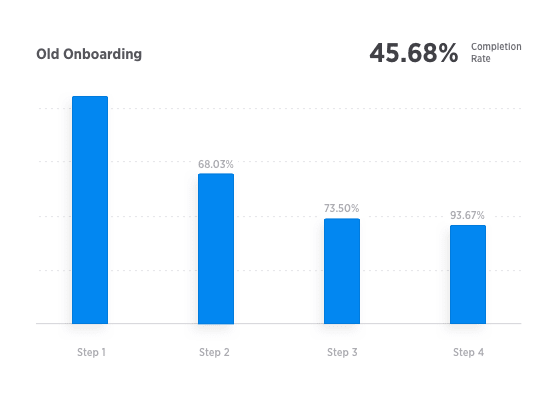 Old Onboarding
45.68%
Completion
Rate
68.03%
73.50%
93.67%
Step 1
Step 2
Step 3
Step 4